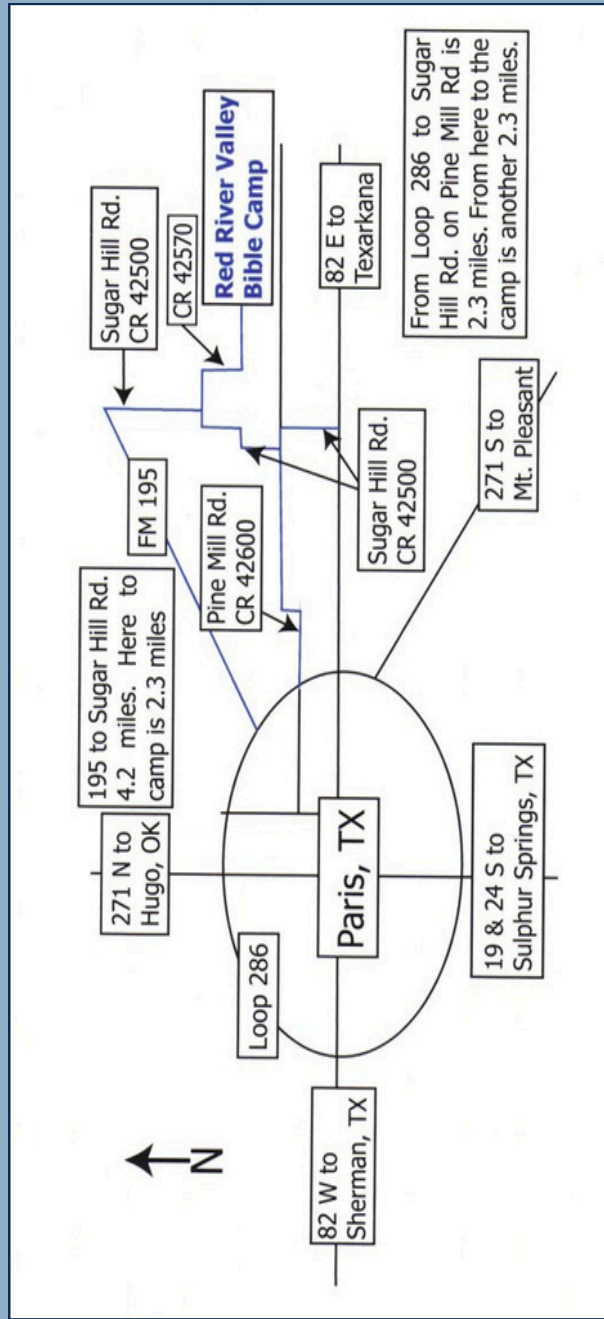 Sugar Hill Rd.
CR 42500
CR 42570
Red River Valley
Bible Camp
FM 195
195 to Sugar Hill Rd.
4.2 miles. Here to
camp is 2.3 miles
271 N to
Hugo, OK
Pine Mill Rd.
CR 42600
Loop 286
N
82 W to
Sherman, TX
Paris, TX
Sugar Hill Rd.
CR 42500
82 E to
Texarkana
From Loop 286 to Sugar
Hill Rd. on Pine Mill Rd is
2.3 miles. From here to the
camp is another 2.3 miles.
19 & 24 S to
Sulphur Springs, TX
271 S to
Mt. Pleasant